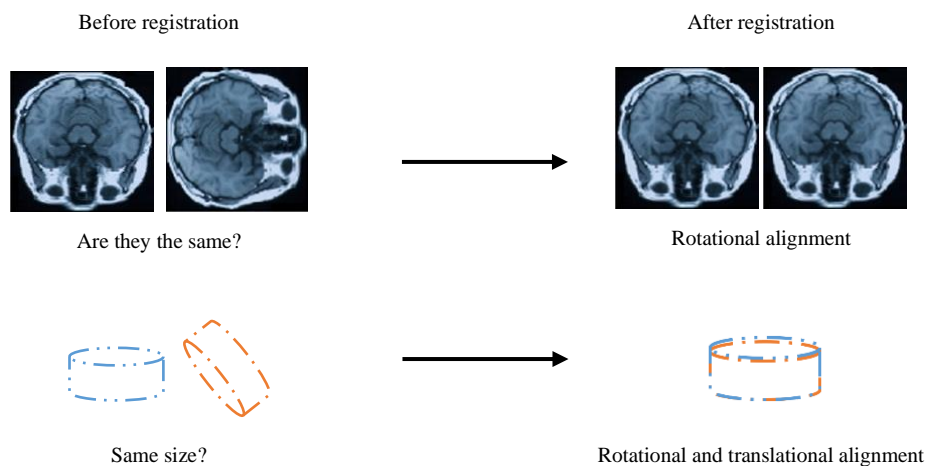 Before registration
After registration
Are they the same?
Rotational alignment
Same size?
Rotational and translational alignment